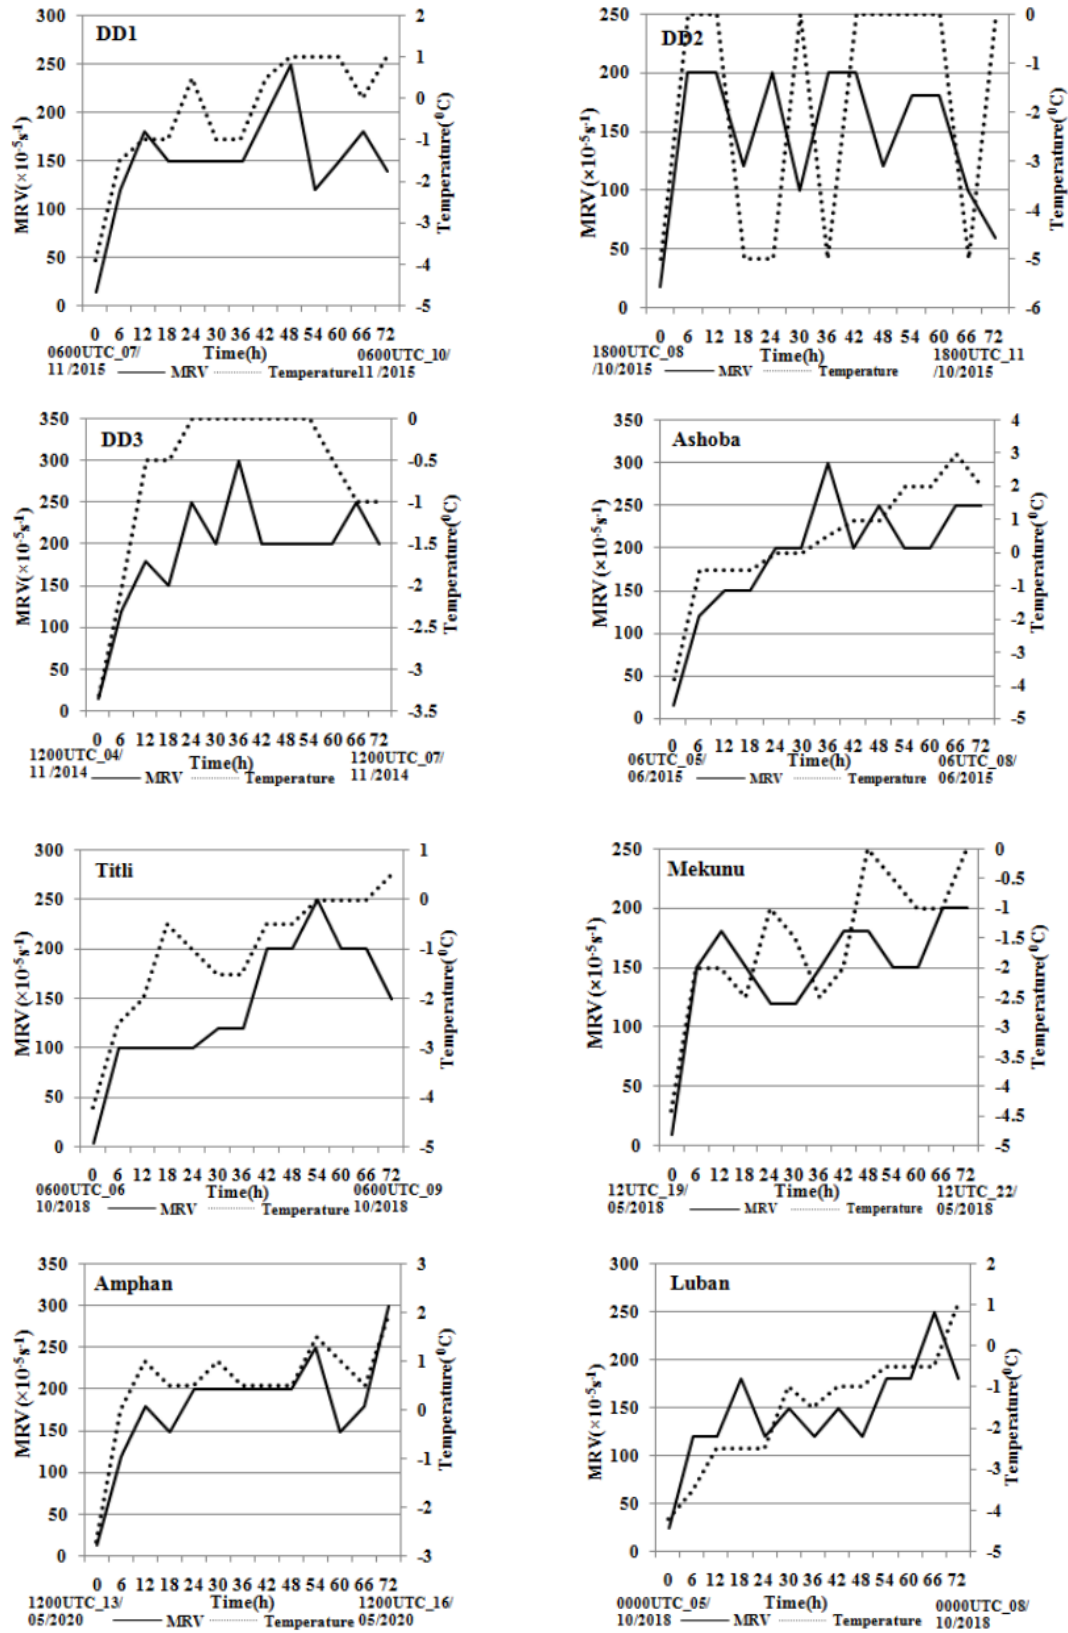 DD1
MRV(×10-5s-1)
300
250
200
150
100
50
0
Temperature(0C)
2
1
0
-1
-2
-3
-4
-5
0 6 12 18 24 30 36 42 48 54 60 66 72
0600UTC_07/
11 /2015
Time(h)
0600UTC_10/
11 /2015
MRV Temperature
DD2
MRV(×10-5s-1)
250
200
150
100
50
0
Temperature(0C)
0
-1
-2
-3
-4
-5
-6
0 6 12 18 24 30 36 42 48 54 60 66 72
1800UTC_08
/10/2015
Time(h)
1800UTC_11
/10/2015
MRV Temperature
DD3
MRV(×10-5s-1)
350
300
250
200
150
100
50
0
Temperature(0C)
0
-0.5
-1
-1.5
-2
-2.5
-3
-3.5
0 6 12 18 24 30 36 42 48 54 60 66 72
1200UTC_04/
11 /2014
Time(h)
1200UTC_07/
11 /2014
MRV Temperature
Ashoba
MRV (×10-5s-1)
350
300
250
200
150
100
50
0
Temperature(0C)
4
3
2
1
0
-1
-2
-3
-4
-5
0 6 12 18 24 30 36 42 48 54 60 66 72
06UTC_05/
06/2015
Time(h)
06UTC_08/
06/2015
MRV Temperature
Titli
MRV (×10-5s-1)
300
250
200
150
100
50
0
Temperature(0C)
1
0
-1
-2
-3
-4
-5
0 6 12 18 24 30 36 42 48 54 60 66 72
0600UTC_06
10/2018
Time(h)
0600UTC_09
10/2018
MRV Temperature
Mekunu
MRV (×10-5s-1)
250
200
150
100
50
0
Temperature(0C)
0
-0.5
-1
-1.5
-2
-2.5
-3
-3.5
-4
-4.5
-5
0 6 12 18 24 30 36 42 48 54 60 66 72
12UTC_19/
05/2018
Time(h)
12UTC_22/
05/2018
MRV Temperature
Amphan
MRV (×10-5s-1)
350
300
250
200
150
100
50
0
Temperature(0C)
3
2
1
0
-1
-2
-3
0 6 12 18 24 30 36 42 48 54 60 66 72
1200UTC_13/
05/2020
Time(h)
1200UTC_16/
05/2020
MRV Temperature
Luban
MRV(×10-5s-1)
300
250
200
150
100
50
0
Temperature(0C)
2
1
0
-1
-2
-3
-4
-5
0 6 12 18 24 30 36 42 48 54 60 66 72
0000UTC_05/
10/2018
Time(h)
0000UTC_08/
10/2018
MRV Temperature